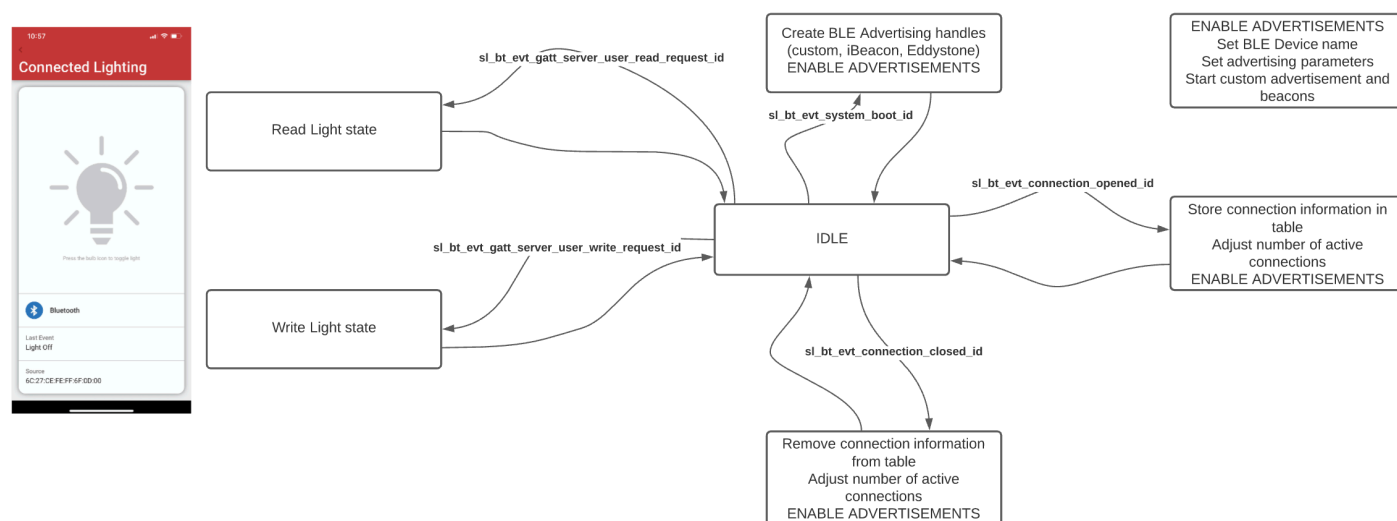 10:57
Connected Lighting
Press the bulb icon to toggle light
Bluetooth
Last Event
Light Off
Source
6C:27:CE:FE:FF:6F:0D:00
sl_bt_evt_gatt_server_user_read_request_id
Read Light state
sl_bt_evt_gatt_server_user_write_request_id
Write Light state
Create BLE Advertising handles
(custom, iBeacon, Eddystone)
ENABLE ADVERTISEMENTS
sl_bt_evt_system_boot_id
IDLE
sl_bt_evt_connection_closed_id
Remove connection information
from table
Adjust number of active
connections
ENABLE ADVERTISEMENTS
ENABLE ADVERTISEMENTS
Set BLE Device name
Set advertising parameters
Start custom advertisement and
beacons
sl_bt_evt_connection_opened_id
Store connection information in
table
Adjust number of active
connections
ENABLE ADVERTISEMENTS